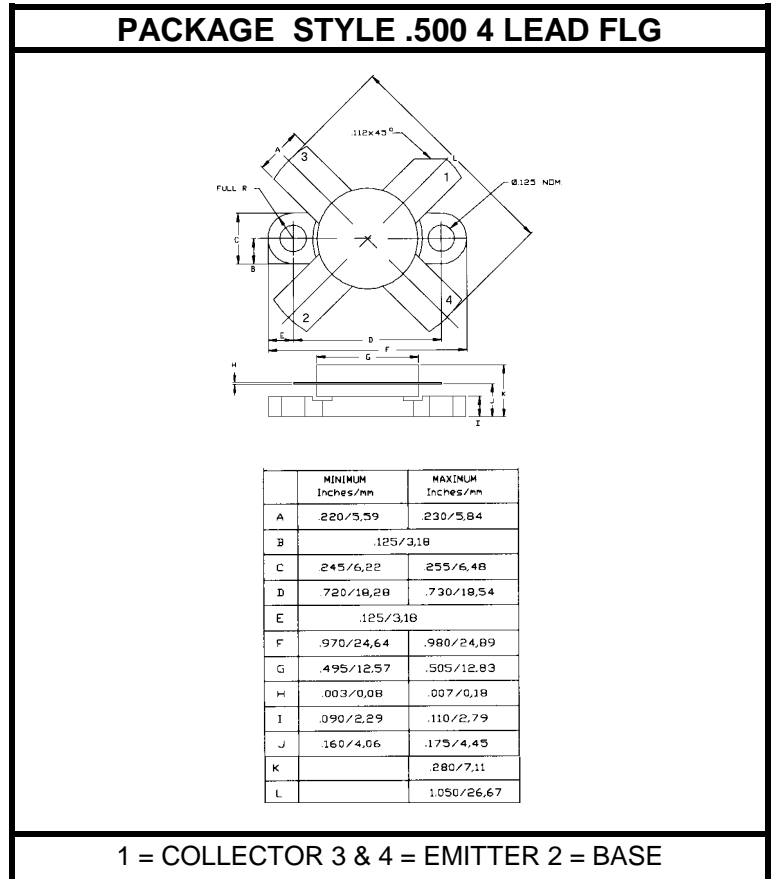 PACKAGE STYLE .500 4 LEAD FLG
.112x45°
A
3
L
1
FULL R
Ø.125 NOM.
C
B
4
2
E
D
F
G
H
K
J
I
MINIMUM MAXIMUM
Inches/mm Inches/mm
A .220/5,59 .230/5,84
B .125/3,18
C .245/6,22 .255/6,48
D .720/18,28 .730/18,54
E .125/3,18
F .970/24,64 .980/24,89
G .495/12,57 .505/12,83
H .003/0,08 .007/0,18
I .090/2,29 .110/2,79
J .160/4,06 .175/4,45
K .280/7,11
L 1.050/26,67
1 = COLLECTOR 3 & 4 = EMITTER 2 = BASE